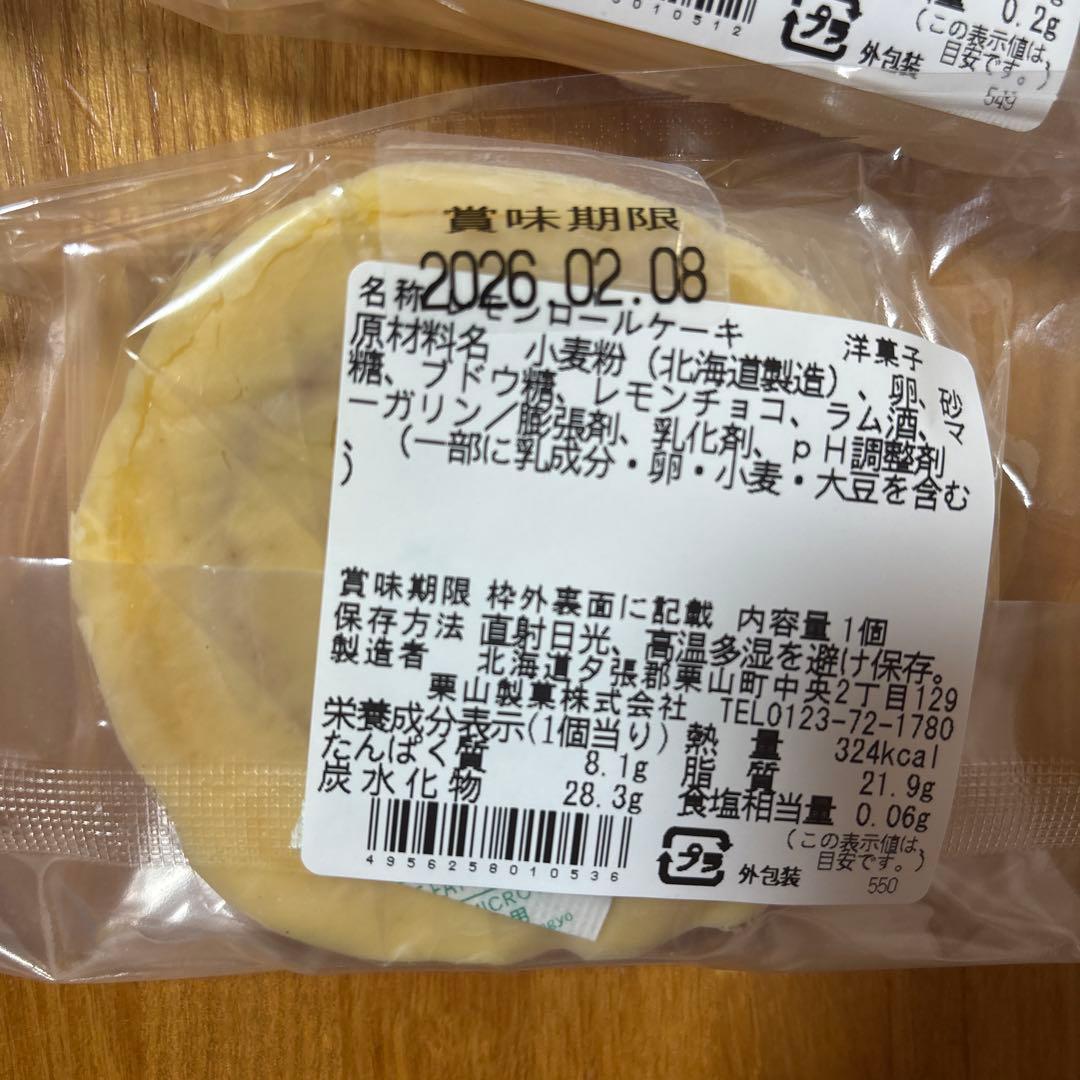 0.2g
(この表示値は、
目安です。)
プラ
外包装
549
賞味期限
2026.02.08
名称 レモンロールケーキ 洋菓子
原材料名 小麦粉(北海道製造)、卵、砂
糖、ブドウ糖、レモンチョコ、ラム酒、マ
ーガリン/膨張剤、乳化剤、pH調整剤
、(一部に乳成分・卵・小麦・大豆を含む
)
賞味期限 枠外裏面に記載 内容量1個
保存方法 直射日光、高温多湿を避け保存。
製造者 北海道夕張郡栗山町中央2丁目129
栗山製菓株式会社 TEL0123-72-1780
栄養成分表示(1個当り) 熱量 324kcal
たんぱく質 8.1g 脂質 21.9g
炭水化物 28.3g 食塩相当量 0.06g
(この表示値は、
目安です。)
4956258010536
プラ
外包装
550